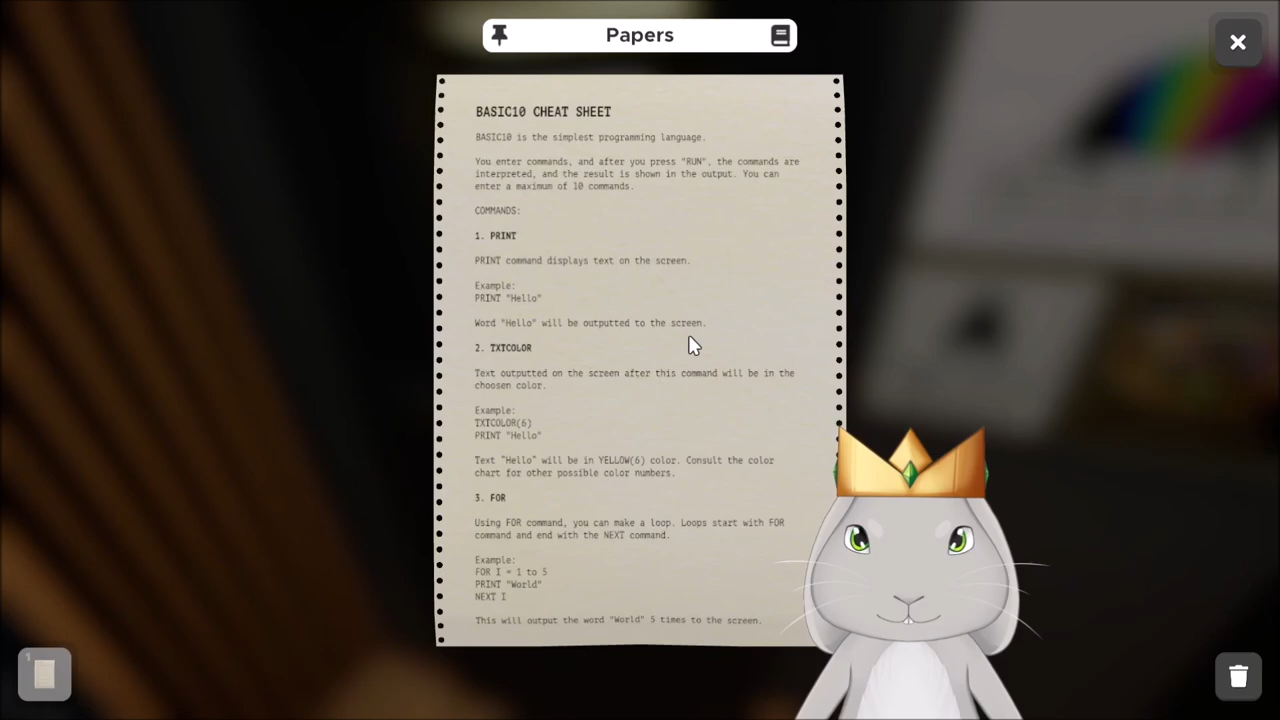 Papers
BASIC10 CHEAT SHEET
BASIC10 is the simplest programming language.
You enter commands, and after you press "RUN", the commands are
interpreted, and the result is shown in the output. You can
enter a maximum of 10 commands.
COMMANDS:
1. PRINT
PRINT command displays text on the screen.
Example:
PRINT "Hello"
Word "Hello" will be outputted to the screen.
2. TXTCOLOR
Text outputted on the screen after this command will be in the
choosen color.
Example:
TXTCOLOR(6)
PRINT "Hello"
Text "Hello" will be in YELLOW(6) color. Consult the color
chart for other possible color numbers.
3. FOR
Using FOR command, you can make a loop. Loops start with FOR
command and end with the NEXT command.
Example:
FOR I = 1 to 5
PRINT "World"
NEXT I
This will output the word "World" 5 times to the screen.
1